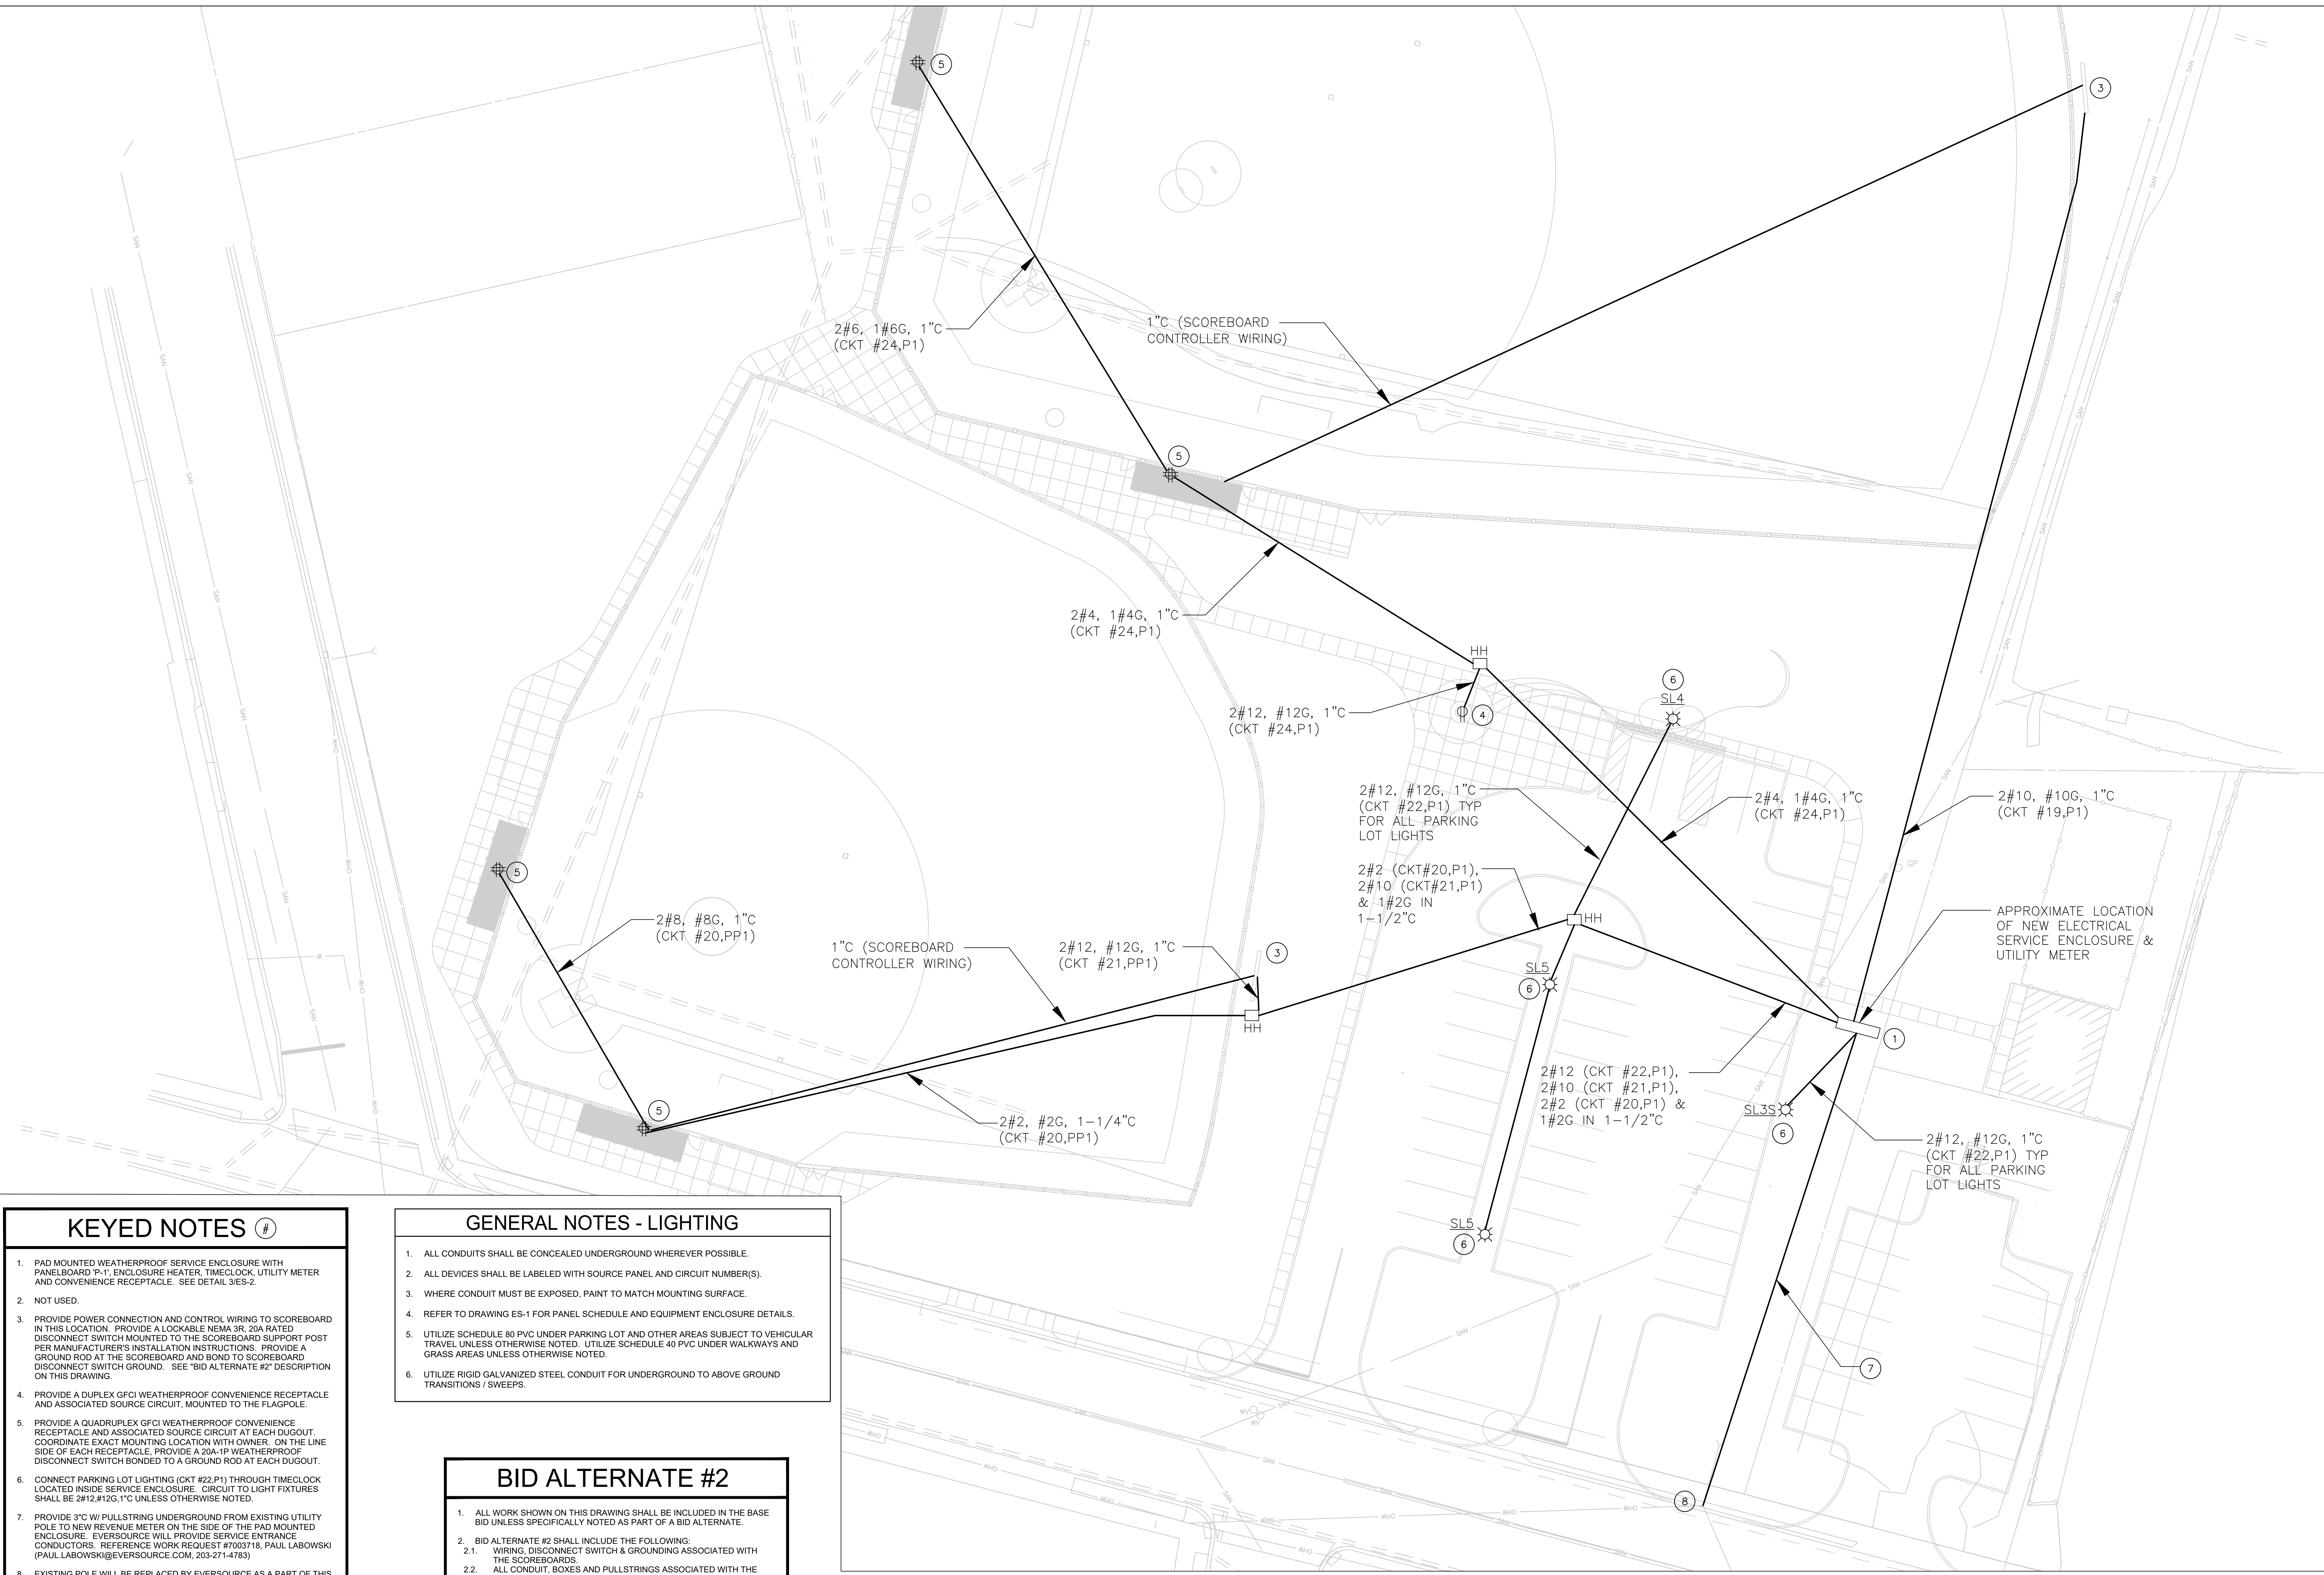 5
3
2#6, 1#6G, 1"C
(CKT #24,P1)
1"C (SCOREBOARD
CONTROLLER WIRING)
5
2#4, 1#4G, 1"C
(CKT #24,P1)
HH
2#12, #12G, 1"C
(CKT #24,P1)
4
6
SL4
2#12, #12G, 1"C
(CKT #22,P1) TYP
FOR ALL PARKING
LOT LIGHTS
2#4, 1#4G, 1"C
(CKT #24,P1)
2#10, #10G, 1"C
(CKT #19,P1)
GP
2#2 (CKT#20,P1),
2#10 (CKT#21,P1)
& 1#2G IN
1-1/2"C
5
2#8, #8G, 1"C
(CKT #20,PP1)
1"C (SCOREBOARD
CONTROLLER WIRING)
2#12, #12G, 1"C
(CKT #21,PP1)
3
HH
HH
APPROXIMATE LOCATION
OF NEW ELECTRICAL
SERVICE ENCLOSURE &
UTILITY METER
SL5
6
1
2#12 (CKT #22,P1),
2#10 (CKT #21,P1),
2#2 (CKT #20,P1) &
1#2G IN 1-1/2"C
SL3S
6
5
2#2, #2G, 1-1/4"C
(CKT #20,PP1)
2#12, #12G, 1"C
(CKT #22,P1) TYP
FOR ALL PARKING
LOT LIGHTS
SL5
6
7
8
WV
WV
SAN
SAN
SAN
SAN
SAN
SAN
OHW
OHW
OHW
OHW
KEYED NOTES #
1. PAD MOUNTED WEATHERPROOF SERVICE ENCLOSURE WITH
PANELBOARD 'P-1', ENCLOSURE HEATER, TIMECLOCK, UTILITY METER
AND CONVENIENCE RECEPTACLE. SEE DETAIL 3/ES-2.
2. NOT USED.
3. PROVIDE POWER CONNECTION AND CONTROL WIRING TO SCOREBOARD
IN THIS LOCATION. PROVIDE A LOCKABLE NEMA 3R, 20A RATED
DISCONNECT SWITCH MOUNTED TO THE SCOREBOARD SUPPORT POST
PER MANUFACTURER'S INSTALLATION INSTRUCTIONS. PROVIDE A
GROUND ROD AT THE SCOREBOARD AND BOND TO SCOREBOARD
DISCONNECT SWITCH GROUND. SEE "BID ALTERNATE #2" DESCRIPTION
ON THIS DRAWING.
4. PROVIDE A DUPLEX GFCI WEATHERPROOF CONVENIENCE RECEPTACLE
AND ASSOCIATED SOURCE CIRCUIT, MOUNTED TO THE FLAGPOLE.
5. PROVIDE A QUADRUPLEX GFCI WEATHERPROOF CONVENIENCE
RECEPTACLE AND ASSOCIATED SOURCE CIRCUIT AT EACH DUGOUT.
COORDINATE EXACT MOUNTING LOCATION WITH OWNER. ON THE LINE
SIDE OF EACH RECEPTACLE, PROVIDE A 20A-1P WEATHERPROOF
DISCONNECT SWITCH BONDED TO A GROUND ROD AT EACH DUGOUT.
6. CONNECT PARKING LOT LIGHTING (CKT #22,P1) THROUGH TIMECLOCK
LOCATED INSIDE SERVICE ENCLOSURE. CIRCUIT TO LIGHT FIXTURES
SHALL BE 2#12,#12G,1"C UNLESS OTHERWISE NOTED.
7. PROVIDE 3"C W/ PULLSTRING UNDERGROUND FROM EXISTING UTILITY
POLE TO NEW REVENUE METER ON THE SIDE OF THE PAD MOUNTED
ENCLOSURE. EVERSOURCE WILL PROVIDE SERVICE ENTRANCE
CONDUCTORS. REFERENCE WORK REQUEST #7003718, PAUL LABOWSKI
(PAUL.LABOWSKI@EVERSOURCE.COM, 203-271-4783)
8. EXISTING POLE WILL BE REPLACED BY EVERSOURCE AS A PART OF THIS
GENERAL NOTES - LIGHTING
1. ALL CONDUITS SHALL BE CONCEALED UNDERGROUND WHEREVER POSSIBLE.
2. ALL DEVICES SHALL BE LABELED WITH SOURCE PANEL AND CIRCUIT NUMBER(S).
3. WHERE CONDUIT MUST BE EXPOSED, PAINT TO MATCH MOUNTING SURFACE.
4. REFER TO DRAWING ES-1 FOR PANEL SCHEDULE AND EQUIPMENT ENCLOSURE DETAILS.
5. UTILIZE SCHEDULE 80 PVC UNDER PARKING LOT AND OTHER AREAS SUBJECT TO VEHICULAR
TRAVEL UNLESS OTHERWISE NOTED. UTILIZE SCHEDULE 40 PVC UNDER WALKWAYS AND
GRASS AREAS UNLESS OTHERWISE NOTED.
6. UTILIZE RIGID GALVANIZED STEEL CONDUIT FOR UNDERGROUND TO ABOVE GROUND
TRANSITIONS / SWEEPS.
BID ALTERNATE #2
1. ALL WORK SHOWN ON THIS DRAWING SHALL BE INCLUDED IN THE BASE
BID UNLESS SPECIFICALLY NOTED AS PART OF A BID ALTERNATE.
2. BID ALTERNATE #2 SHALL INCLUDE THE FOLLOWING:
2.1. WIRING, DISCONNECT SWITCH & GROUNDING ASSOCIATED WITH
THE SCOREBOARDS.
2.2. ALL CONDUIT, BOXES AND PULLSTRINGS ASSOCIATED WITH THE